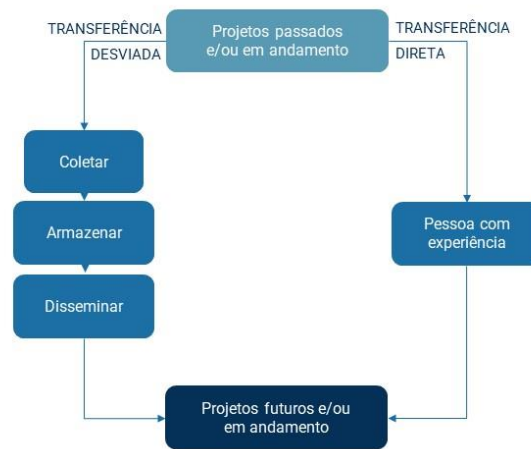 TRANSFERÊNCIA
DESVIADA
Projetos passados
e/ou em andamento
TRANSFERÊNCIA
DIRETA
Coletar
Armazenar
Disseminar
Pessoa com
experiência
Projetos futuros e/ou
em andamento